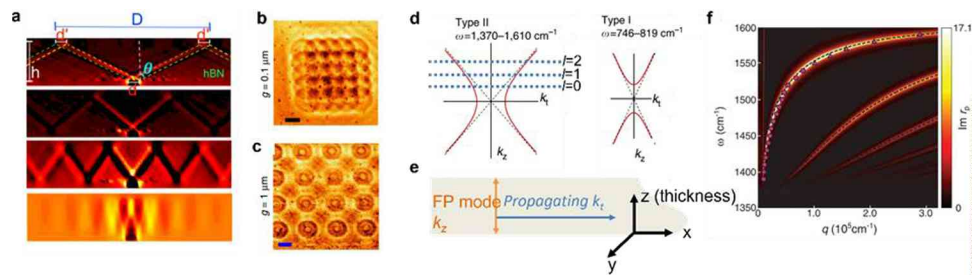 a
D
d'
d'
h
θ
hBN
d
b
g = 0.1 μm
c
g = 1 μm
d
Type II
ω=1,370–1,610 cm⁻¹
Type I
ω=746–819 cm⁻¹
l=2
l=1
l=0
kt
kz
kt
kz
e
FP mode
kz
Propagating kt
z (thickness)
x
y
f
17.1
1600
1550
1500
1450
1400
1350
ω (cm⁻¹)
0
1.0
2.0
3.0
q (10⁵cm⁻¹)
Im rp
0